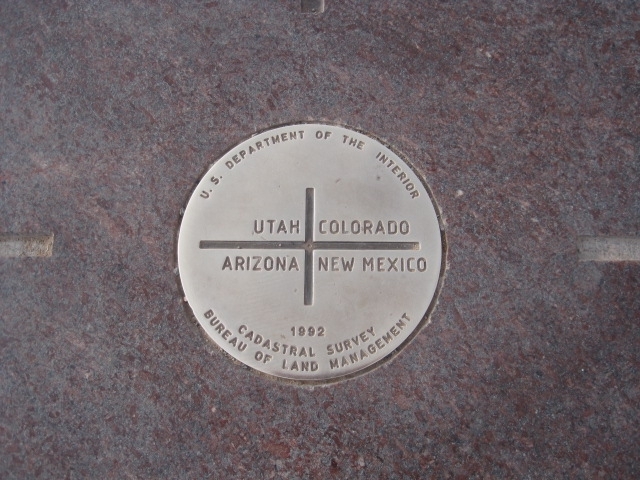 U.S. DEPARTMENT OF THE INTERIOR
UTAH COLORADO
ARIZONA NEW MEXICO
1992
CADASTRAL SURVEY
BUREAU OF LAND MANAGEMENT